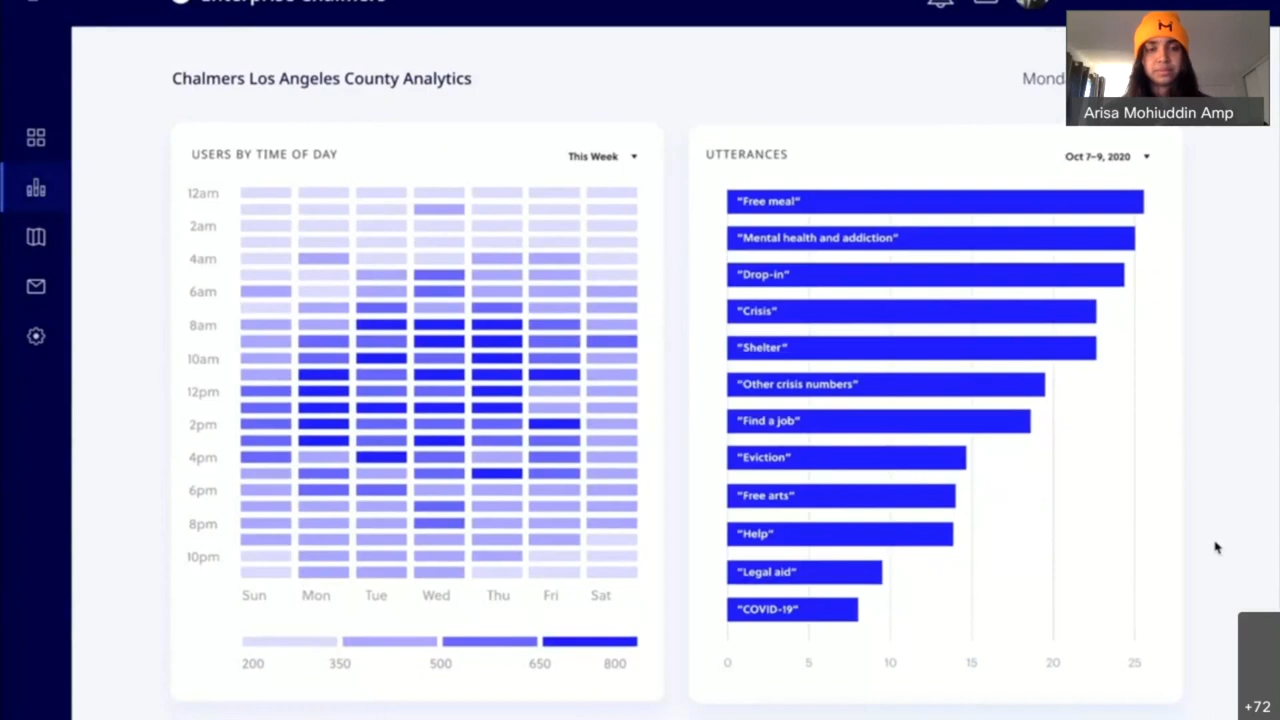 Enterprise Chalmers
Chalmers Los Angeles County Analytics
Mond
Arisa Mohiuddin Amp
USERS BY TIME OF DAY
This Week
12am
2am
4am
6am
8am
10am
12pm
2pm
4pm
6pm
8pm
10pm
Sun Mon Tue Wed Thu Fri Sat
200 350 500 650 800
UTTERANCES
Oct 7–9, 2020
"Free meal"
"Mental health and addiction"
"Drop-in"
"Crisis"
"Shelter"
"Other crisis numbers"
"Find a job"
"Eviction"
"Free arts"
"Help"
"Legal aid"
"COVID-19"
0 5 10 15 20 25
+72